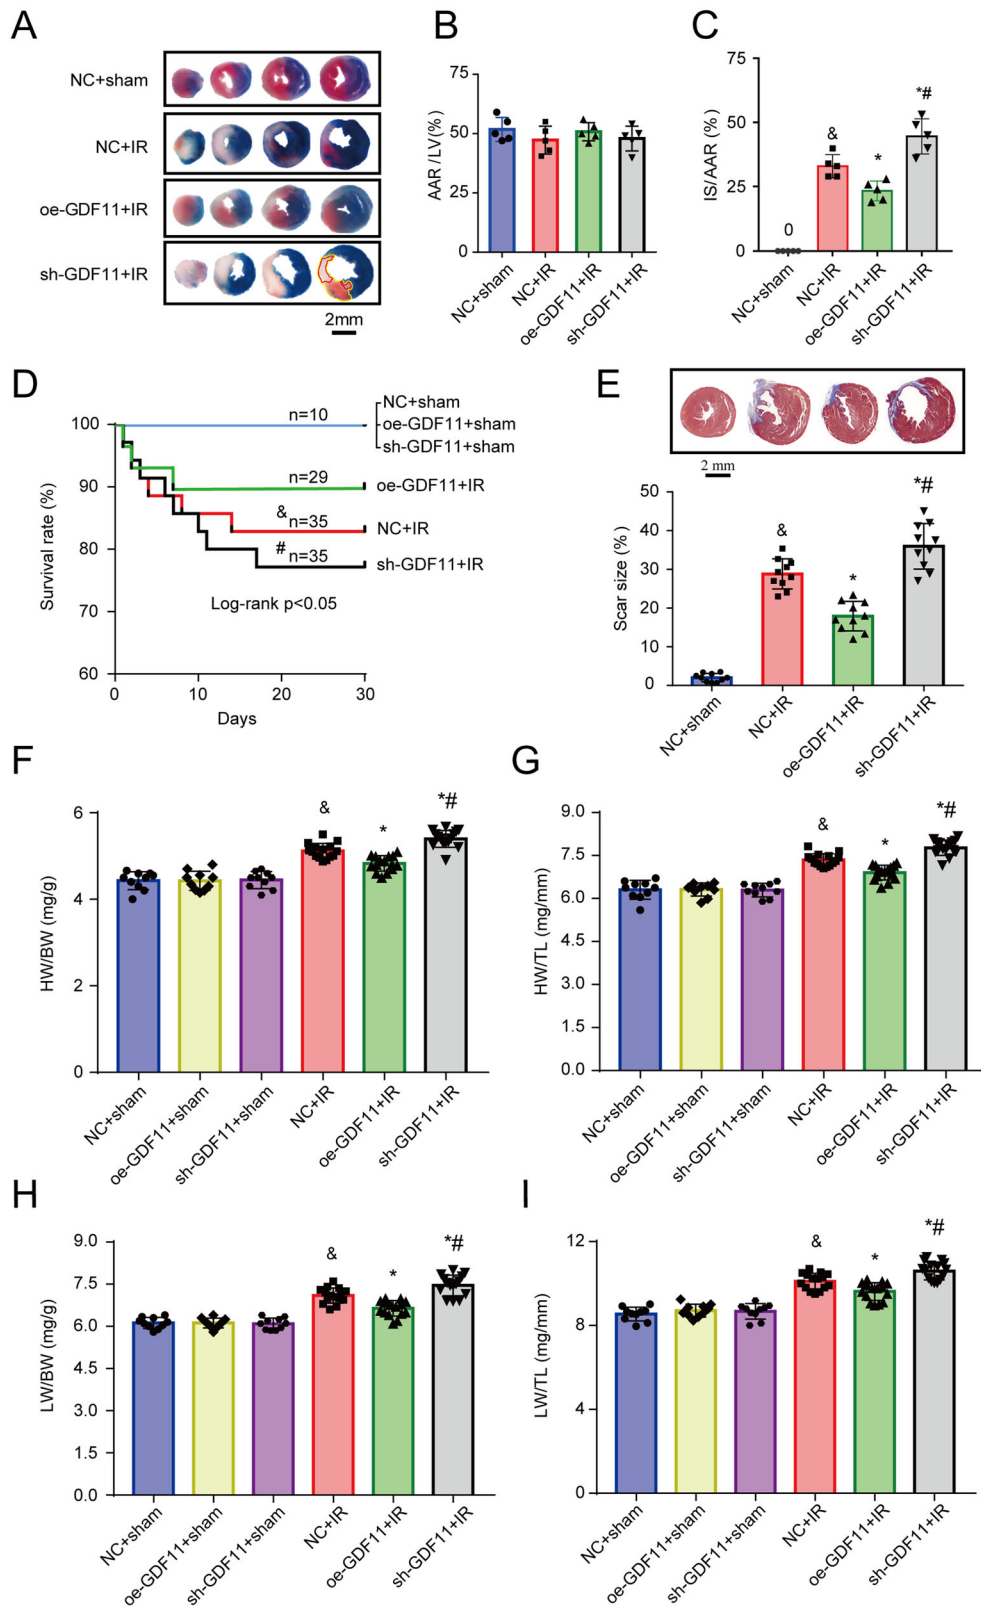 A
NC+sham
NC+IR
oe-GDF11+IR
sh-GDF11+IR
2mm
B
AAR/LV(%)
75
50
25
0
NC+sham
NC+IR
oe-GDF11+IR
sh-GDF11+IR
C
IS/AAR (%)
75
50
25
0
0
&
*
*#
NC+sham
NC+IR
oe-GDF11+IR
sh-GDF11+IR
D
Survival rate (%)
100
90
80
70
60
n=10
NC+sham
oe-GDF11+sham
sh-GDF11+sham
n=29
oe-GDF11+IR
&
n=35
NC+IR
#
n=35
sh-GDF11+IR
Log-rank p<0.05
0
10
20
30
Days
E
2 mm
Scar size (%)
50
40
30
20
10
0
&
*
*#
NC+sham
NC+IR
oe-GDF11+IR
sh-GDF11+IR
F
HW/BW (mg/g)
6
4
2
0
&
*
*#
NC+sham
oe-GDF11+sham
sh-GDF11+sham
NC+IR
oe-GDF11+IR
sh-GDF11+IR
G
HW/TL (mg/mm)
9.0
7.5
6.0
4.5
3.0
1.5
0.0
&
*
*#
NC+sham
oe-GDF11+sham
sh-GDF11+sham
NC+IR
oe-GDF11+IR
sh-GDF11+IR
H
LW/BW (mg/g)
9.0
7.5
6.0
4.5
3.0
1.5
0.0
&
*
*#
NC+sham
oe-GDF11+sham
sh-GDF11+sham
NC+IR
oe-GDF11+IR
sh-GDF11+IR
I
LW/TL (mg/mm)
12
8
4
0
&
*
*#
NC+sham
oe-GDF11+sham
sh-GDF11+sham
NC+IR
oe-GDF11+IR
sh-GDF11+IR